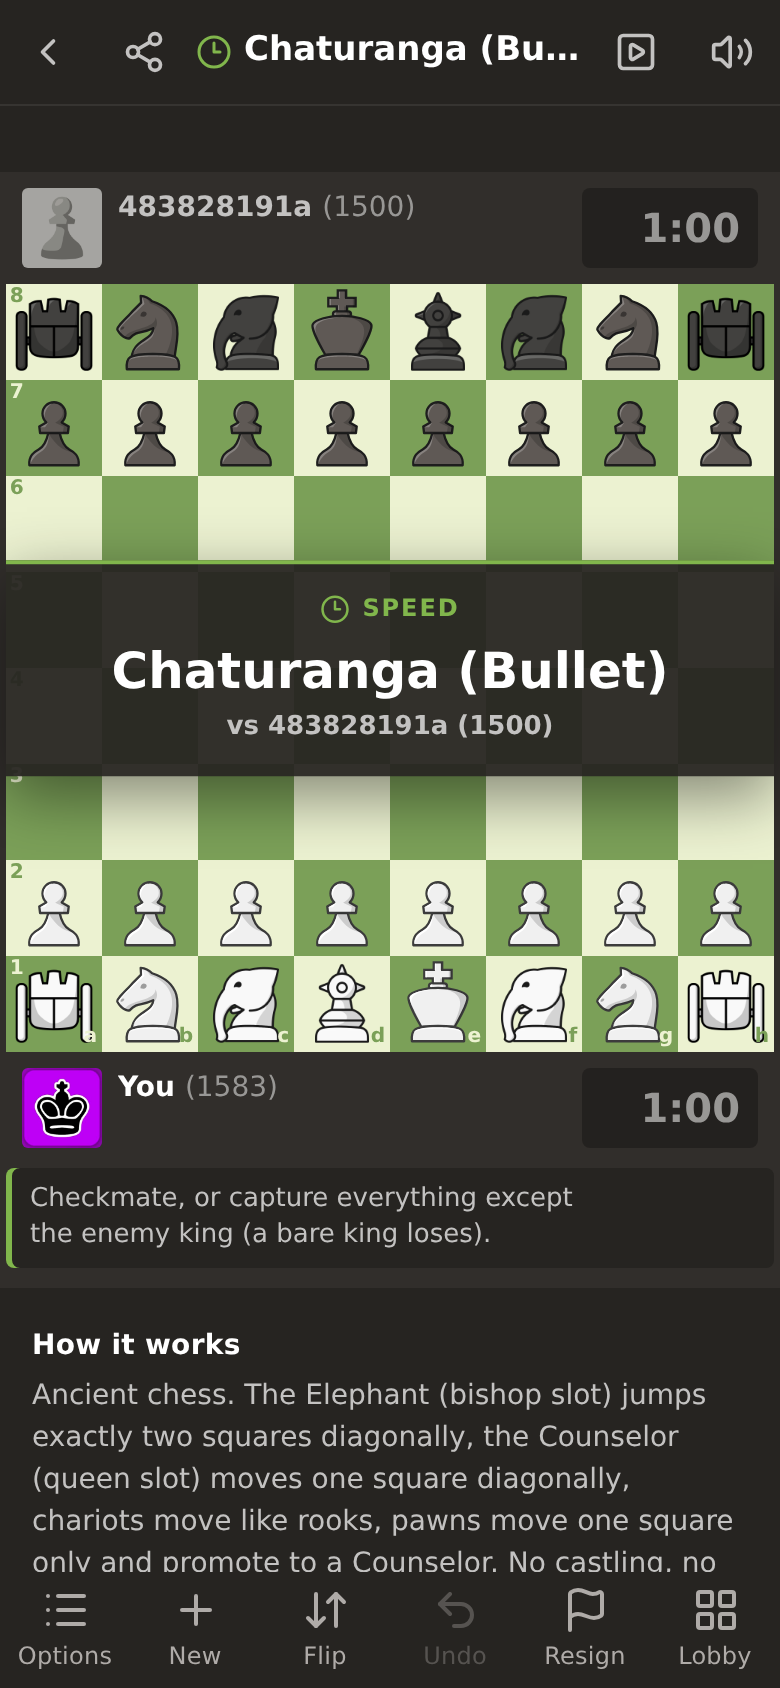 Chaturanga (Bu...
483828191a (1500)
1:00
8
7
6
5
SPEED
Chaturanga (Bullet)
4
vs 483828191a (1500)
3
2
1
a b c d e f g h
You (1583)
1:00
Checkmate, or capture everything except
the enemy king (a bare king loses).
How it works
Ancient chess. The Elephant (bishop slot) jumps
exactly two squares diagonally, the Counselor
(queen slot) moves one square diagonally,
chariots move like rooks, pawns move one square
only and promote to a Counselor. No castling, no
Options New Flip Undo Resign Lobby